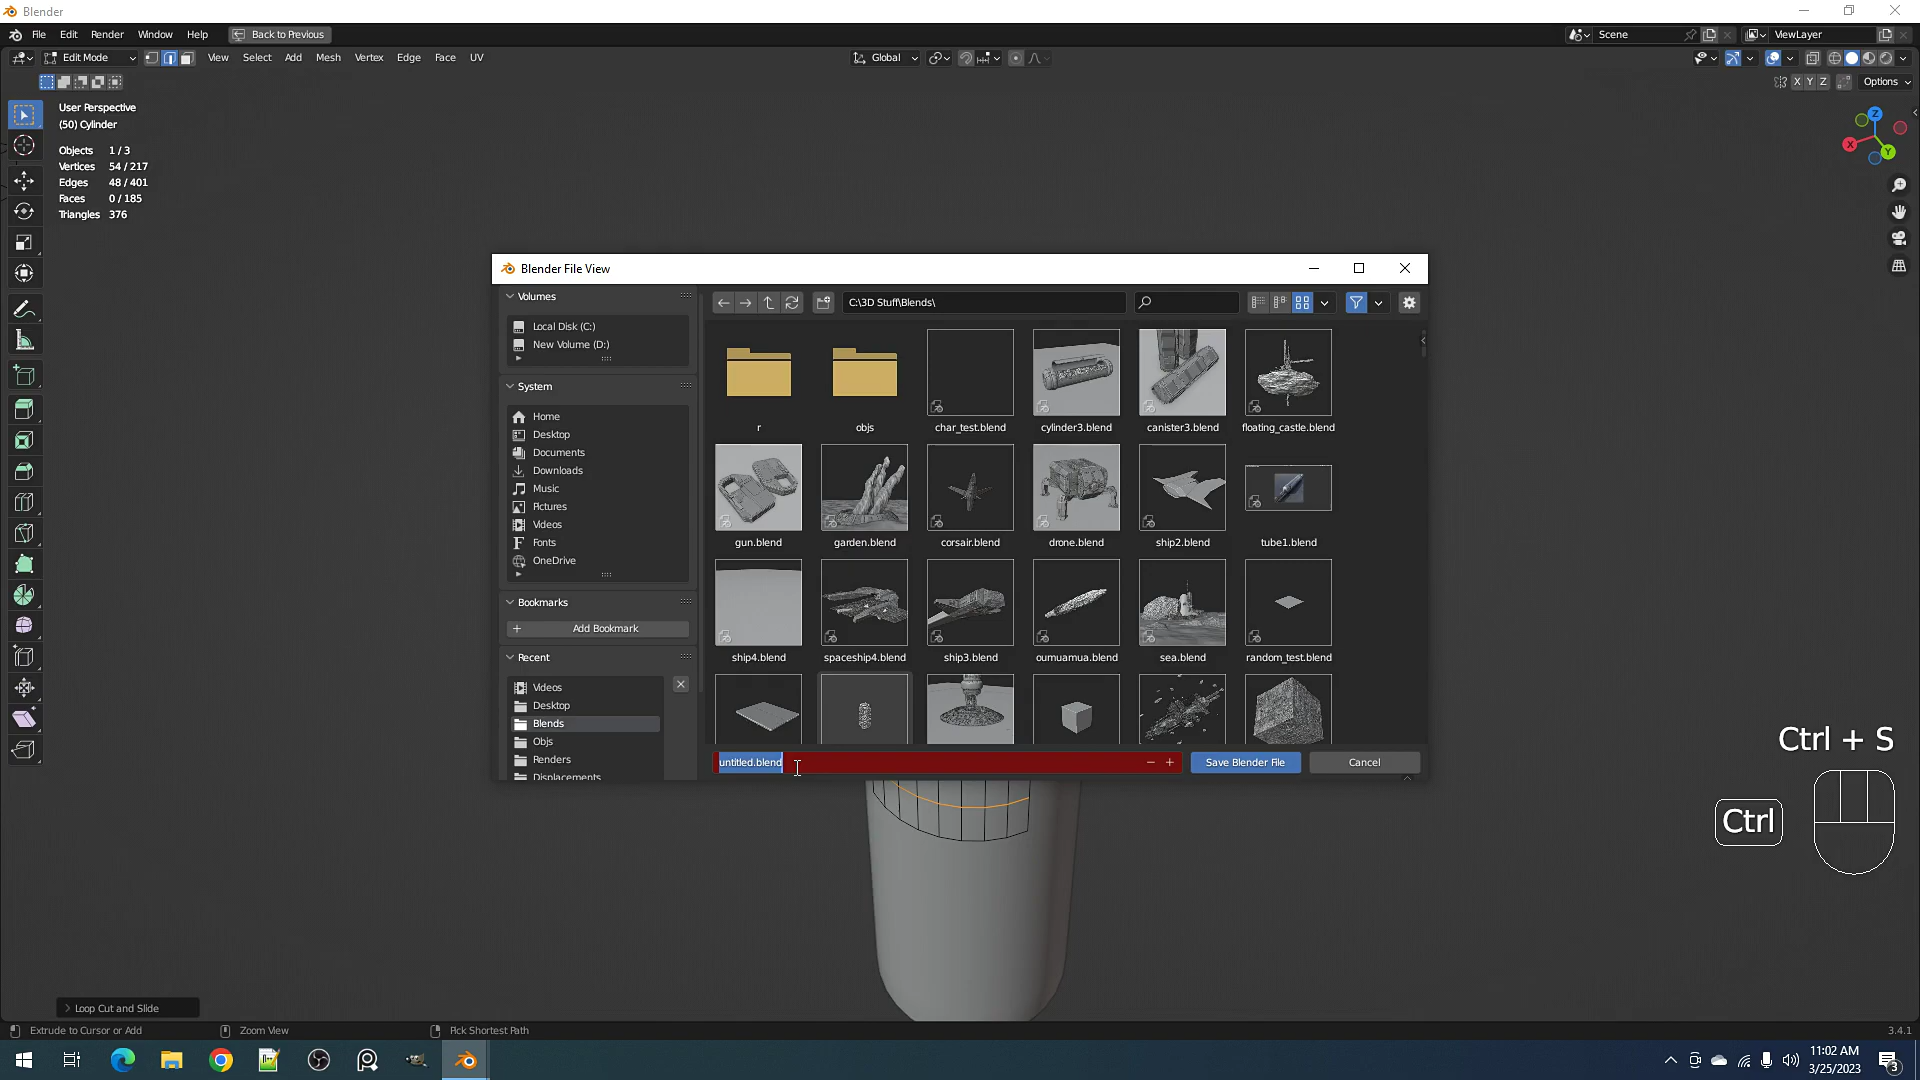 Blender
File Edit Render Window Help Back to Previous Scene ViewLayer
Edit Mode View Select Add Mesh Vertex Edge Face UV Global
X Y Z Options
User Perspective
(50) Cylinder
Objects 1 / 3
Vertices 54 / 217
Edges 48 / 401
Faces 0 / 185
Triangles 376
Z
X
Y
Blender File View
Volumes
Local Disk (C:)
New Volume (D:)
System
Home
Desktop
Documents
Downloads
Music
Pictures
Videos
Fonts
OneDrive
Bookmarks
Add Bookmark
Recent
Videos
Desktop
Blends
Objs
Renders
Displacements
C:\3D Stuff\Blends\
r objs char_test.blend cylinder3.blend canister3.blend floating_castle.blend
gun.blend garden.blend corsair.blend drone.blend ship2.blend tube1.blend
ship4.blend spaceship4.blend ship3.blend oumuamua.blend sea.blend random_test.blend
untitled.blend Save Blender File Cancel
Ctrl + S
Ctrl
Loop Cut and Slide
Extrude to Cursor or Add Zoom View Pick Shortest Path 3.4.1
11:02 AM
3/25/2023
3